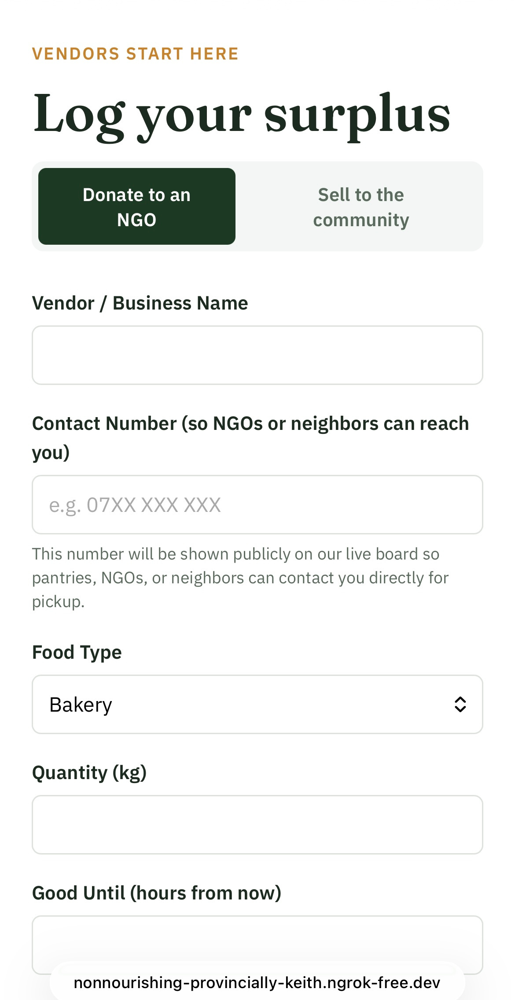 VENDORS START HERE
Log your surplus
Donate to an
NGO
Sell to the
community
Vendor / Business Name
Contact Number (so NGOs or neighbors can reach
you)
e.g. 07XX XXX XXX
This number will be shown publicly on our live board so
pantries, NGOs, or neighbors can contact you directly for
pickup.
Food Type
Bakery
Quantity (kg)
Good Until (hours from now)
nonnourishing-provincially-keith.ngrok-free.dev